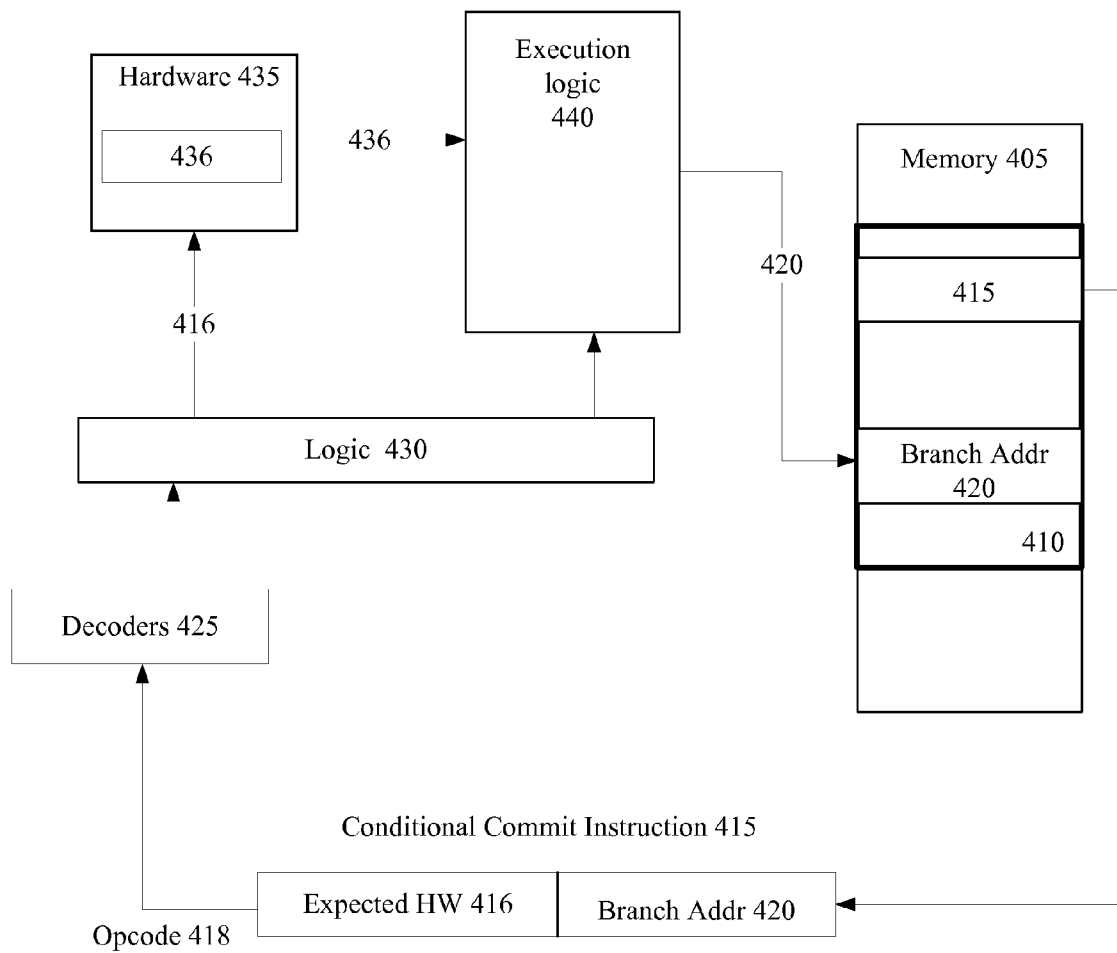 Hardware 435
436
436
Execution
logic
440
Memory 405
415
420
416
Logic 430
Branch Addr
420
410
Decoders 425
Conditional Commit Instruction 415
Expected HW 416
Branch Addr 420
Opcode 418